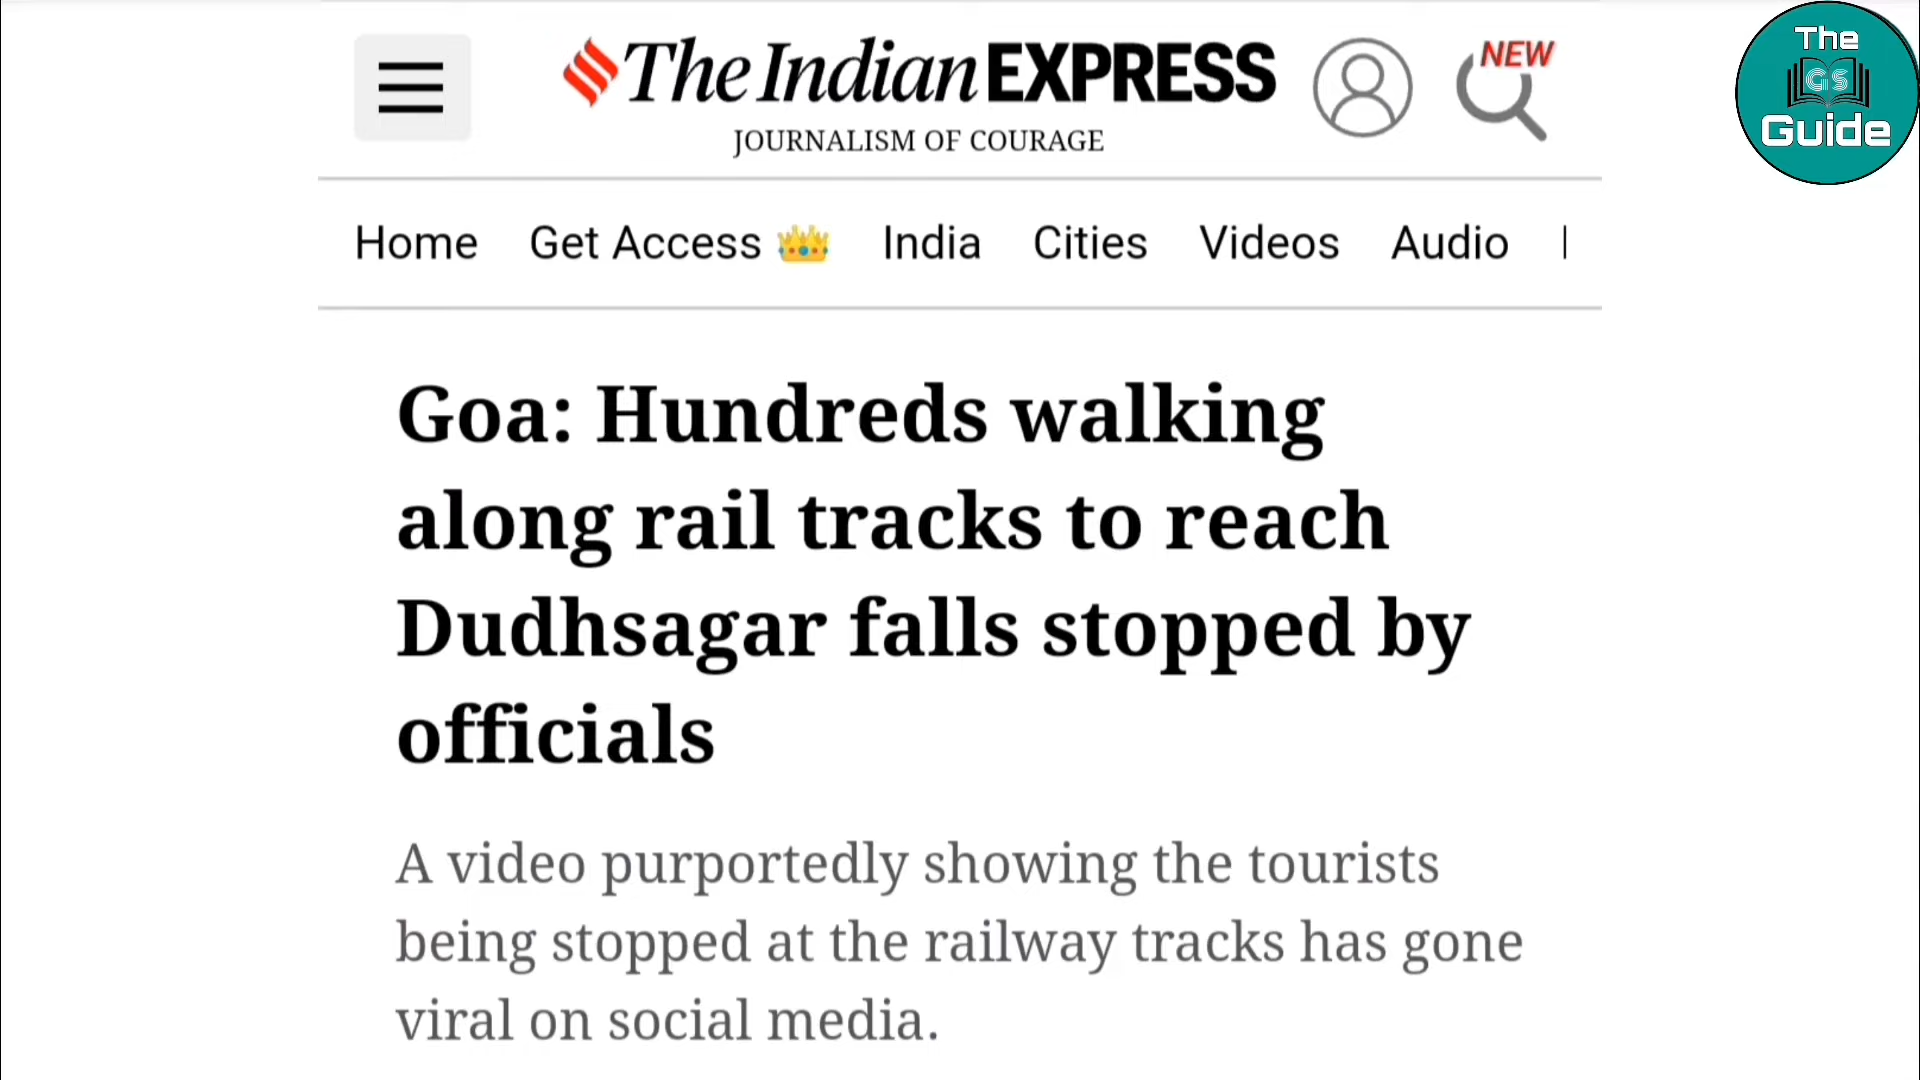 The Indian EXPRESS
JOURNALISM OF COURAGE
NEW
The
GS
Guide
Home Get Access India Cities Videos Audio
Goa: Hundreds walking
along rail tracks to reach
Dudhsagar falls stopped by
officials
A video purportedly showing the tourists
being stopped at the railway tracks has gone
viral on social media.